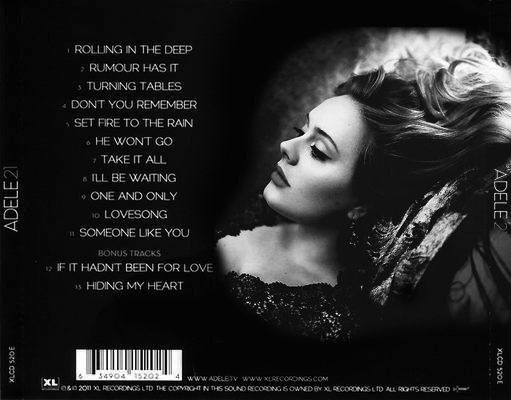 1 ROLLING IN THE DEEP
2 RUMOUR HAS IT
3 TURNING TABLES
4 DON'T YOU REMEMBER
5 SET FIRE TO THE RAIN
6 HE WON'T GO
7 TAKE IT ALL
8 I'LL BE WAITING
9 ONE AND ONLY
10 LOVESONG
11 SOMEONE LIKE YOU
BONUS TRACKS
12 IF IT HADN'T BEEN FOR LOVE
13 HIDING MY HEART
ADELE 21
XLCD 520 E
ADELE 2
XLCD 520 E
XL
6 34904 15202 4
WWW.ADELE.TV WWW.XLRECORDINGS.COM
℗ & © 2011 XL RECORDINGS LTD. THE COPYRIGHT IN THIS SOUND RECORDING IS OWNED BY XL RECORDINGS LTD. ALL RIGHTS RESERVED